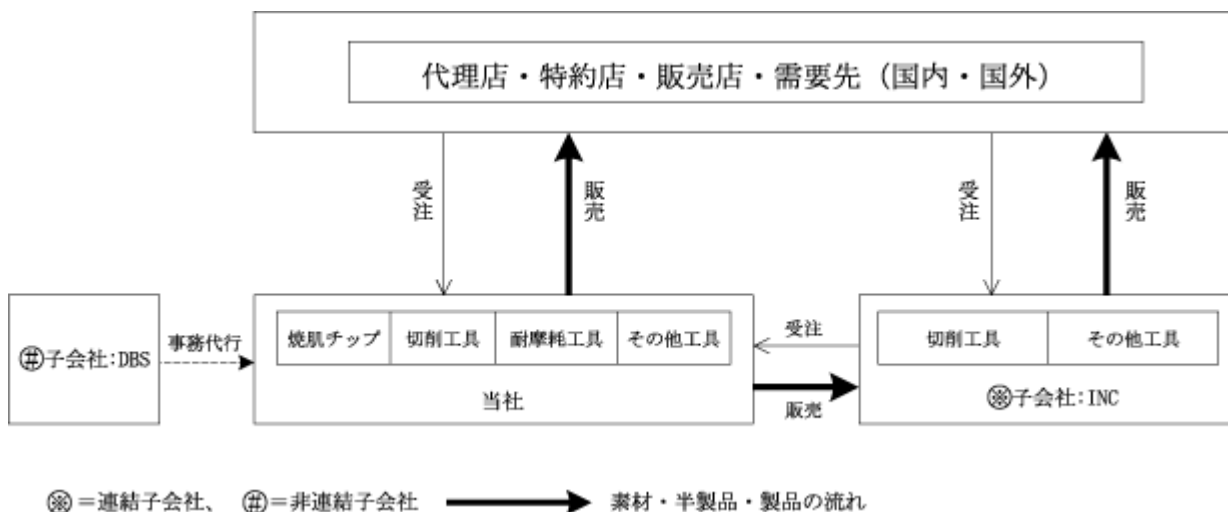 代理店・特約店・販売店・需要先（国内・国外）
受注
販売
受注
販売
㊉子会社:DBS
事務代行
焼肌チップ
切削工具
耐摩耗工具
その他工具
当社
受注
販売
切削工具
その他工具
※子会社:INC
※＝連結子会社、 井＝非連結子会社
素材・半製品・製品の流れ